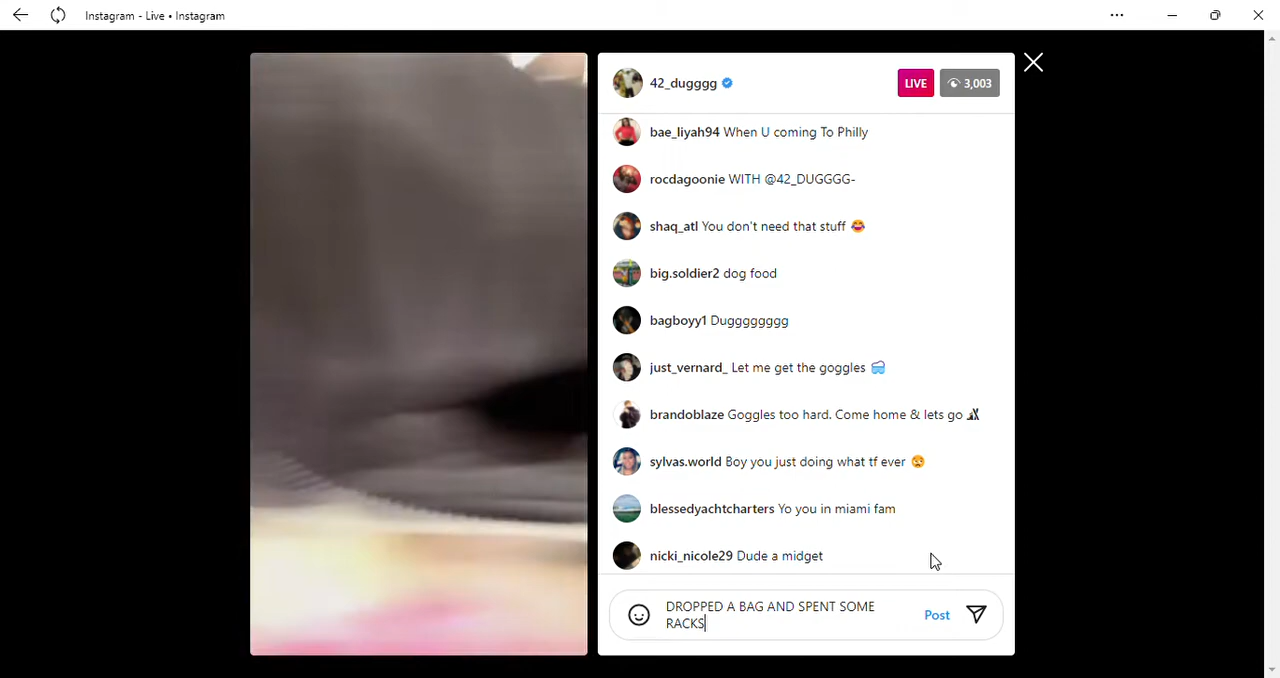 Instagram - Live • Instagram
42_dugggg
LIVE
3,003
bae_liyah94 When U coming To Philly
rocdagoonie WITH @42_DUGGGG-
shaq_atl You don't need that stuff 😂
big.soldier2 dog food
bagboyy1 Dugggggggg
just_vernard_ Let me get the goggles 🥽
brandoblaze Goggles too hard. Come home & lets go
sylvas.world Boy you just doing what tf ever 😒
blessedyachtcharters Yo you in miami fam
nicki_nicole29 Dude a midget
DROPPED A BAG AND SPENT SOME
RACKS
Post